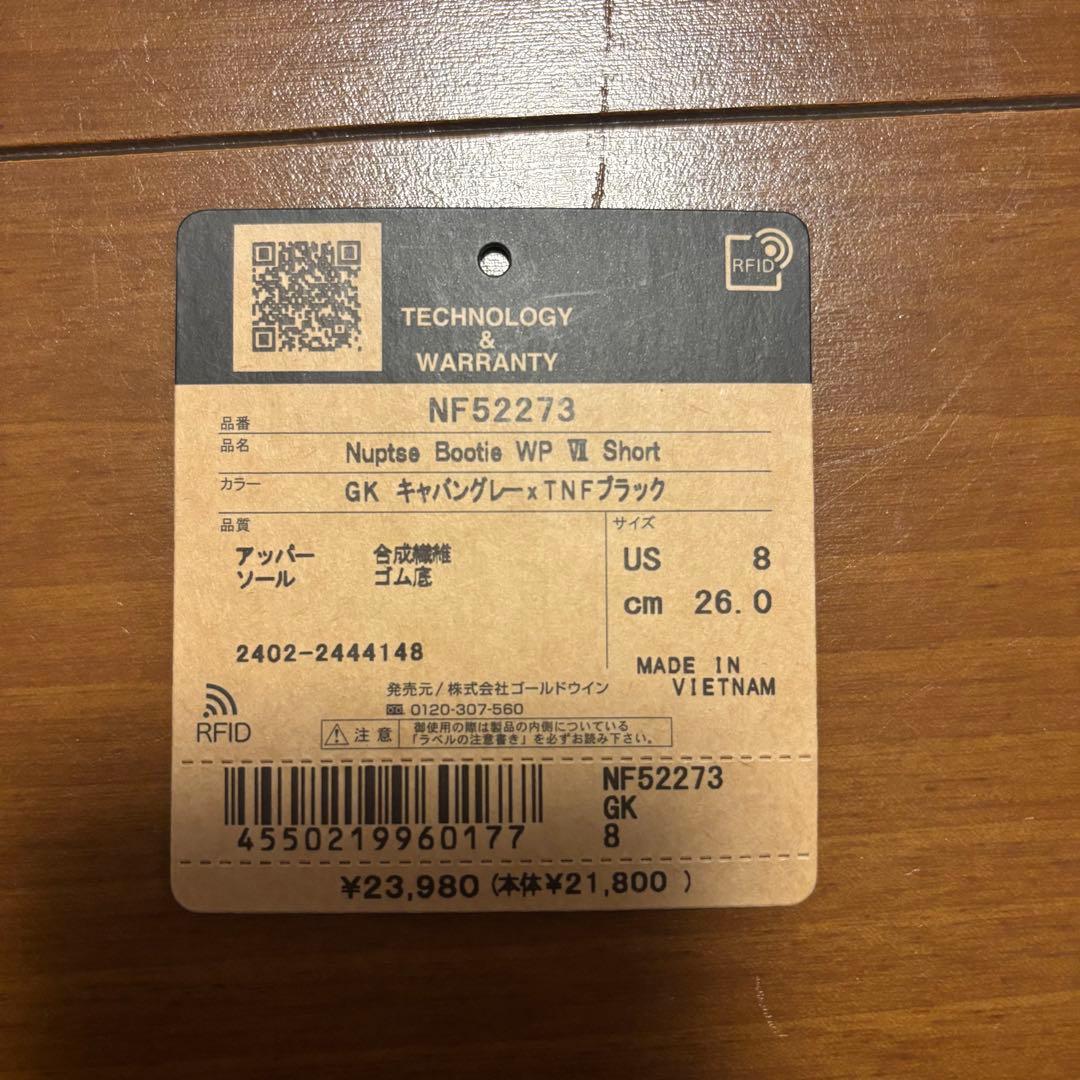 RFID
TECHNOLOGY
&
WARRANTY
品番 NF52273
品名 Nuptse Bootie WP Ⅶ Short
カラー GK キャバングレーxTNFブラック
品質
アッパー 合成繊維
ソール ゴム底
サイズ
US 8
cm 26.0
2402-2444148
MADE IN
VIETNAM
発売元/株式会社ゴールドウイン
0120-307-560
RFID
注意 御使用の際は製品の内側についている
「ラベルの注意書き」を必ずお読み下さい。
4550219960177
NF52273
GK
8
¥23,980 (本体¥21,800 )